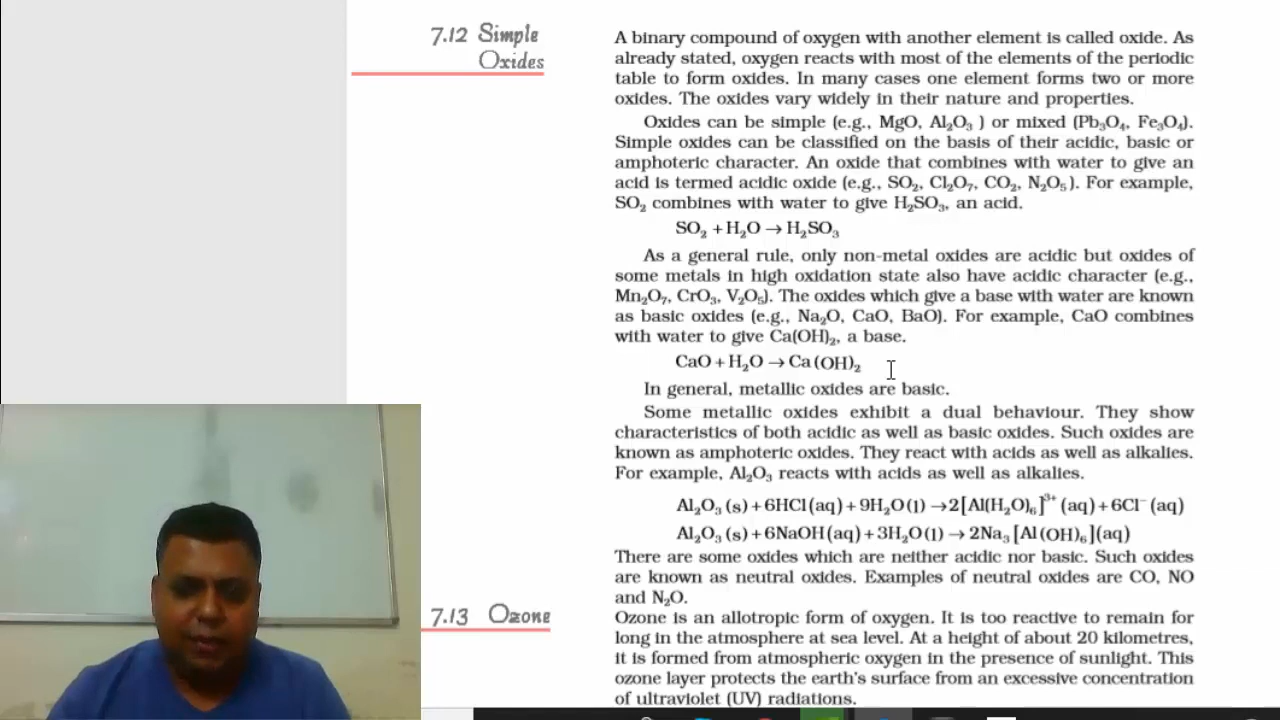 7.12 Simple
Oxides
A binary compound of oxygen with another element is called oxide. As
already stated, oxygen reacts with most of the elements of the periodic
table to form oxides. In many cases one element forms two or more
oxides. The oxides vary widely in their nature and properties.
Oxides can be simple (e.g., MgO, Al₂O₃ ) or mixed (Pb₃O₄, Fe₃O₄).
Simple oxides can be classified on the basis of their acidic, basic or
amphoteric character. An oxide that combines with water to give an
acid is termed acidic oxide (e.g., SO₂, Cl₂O₇, CO₂, N₂O₅ ). For example,
SO₂ combines with water to give H₂SO₃, an acid.
SO₂ + H₂O → H₂SO₃
As a general rule, only non-metal oxides are acidic but oxides of
some metals in high oxidation state also have acidic character (e.g.,
Mn₂O₇, CrO₃, V₂O₅). The oxides which give a base with water are known
as basic oxides (e.g., Na₂O, CaO, BaO). For example, CaO combines
with water to give Ca(OH)₂, a base.
CaO + H₂O → Ca(OH)₂
In general, metallic oxides are basic.
Some metallic oxides exhibit a dual behaviour. They show
characteristics of both acidic as well as basic oxides. Such oxides are
known as amphoteric oxides. They react with acids as well as alkalies.
For example, Al₂O₃ reacts with acids as well as alkalies.
Al₂O₃ (s) + 6HCl (aq) + 9H₂O (l) → 2[Al(H₂O)₆]³⁺ (aq) + 6Cl⁻ (aq)
Al₂O₃ (s) + 6NaOH (aq) + 3H₂O (l) → 2Na₃ [Al(OH)₆] (aq)
There are some oxides which are neither acidic nor basic. Such oxides
are known as neutral oxides. Examples of neutral oxides are CO, NO
and N₂O.
7.13 Ozone
Ozone is an allotropic form of oxygen. It is too reactive to remain for
long in the atmosphere at sea level. At a height of about 20 kilometres,
it is formed from atmospheric oxygen in the presence of sunlight. This
ozone layer protects the earth's surface from an excessive concentration
of ultraviolet (UV) radiations.